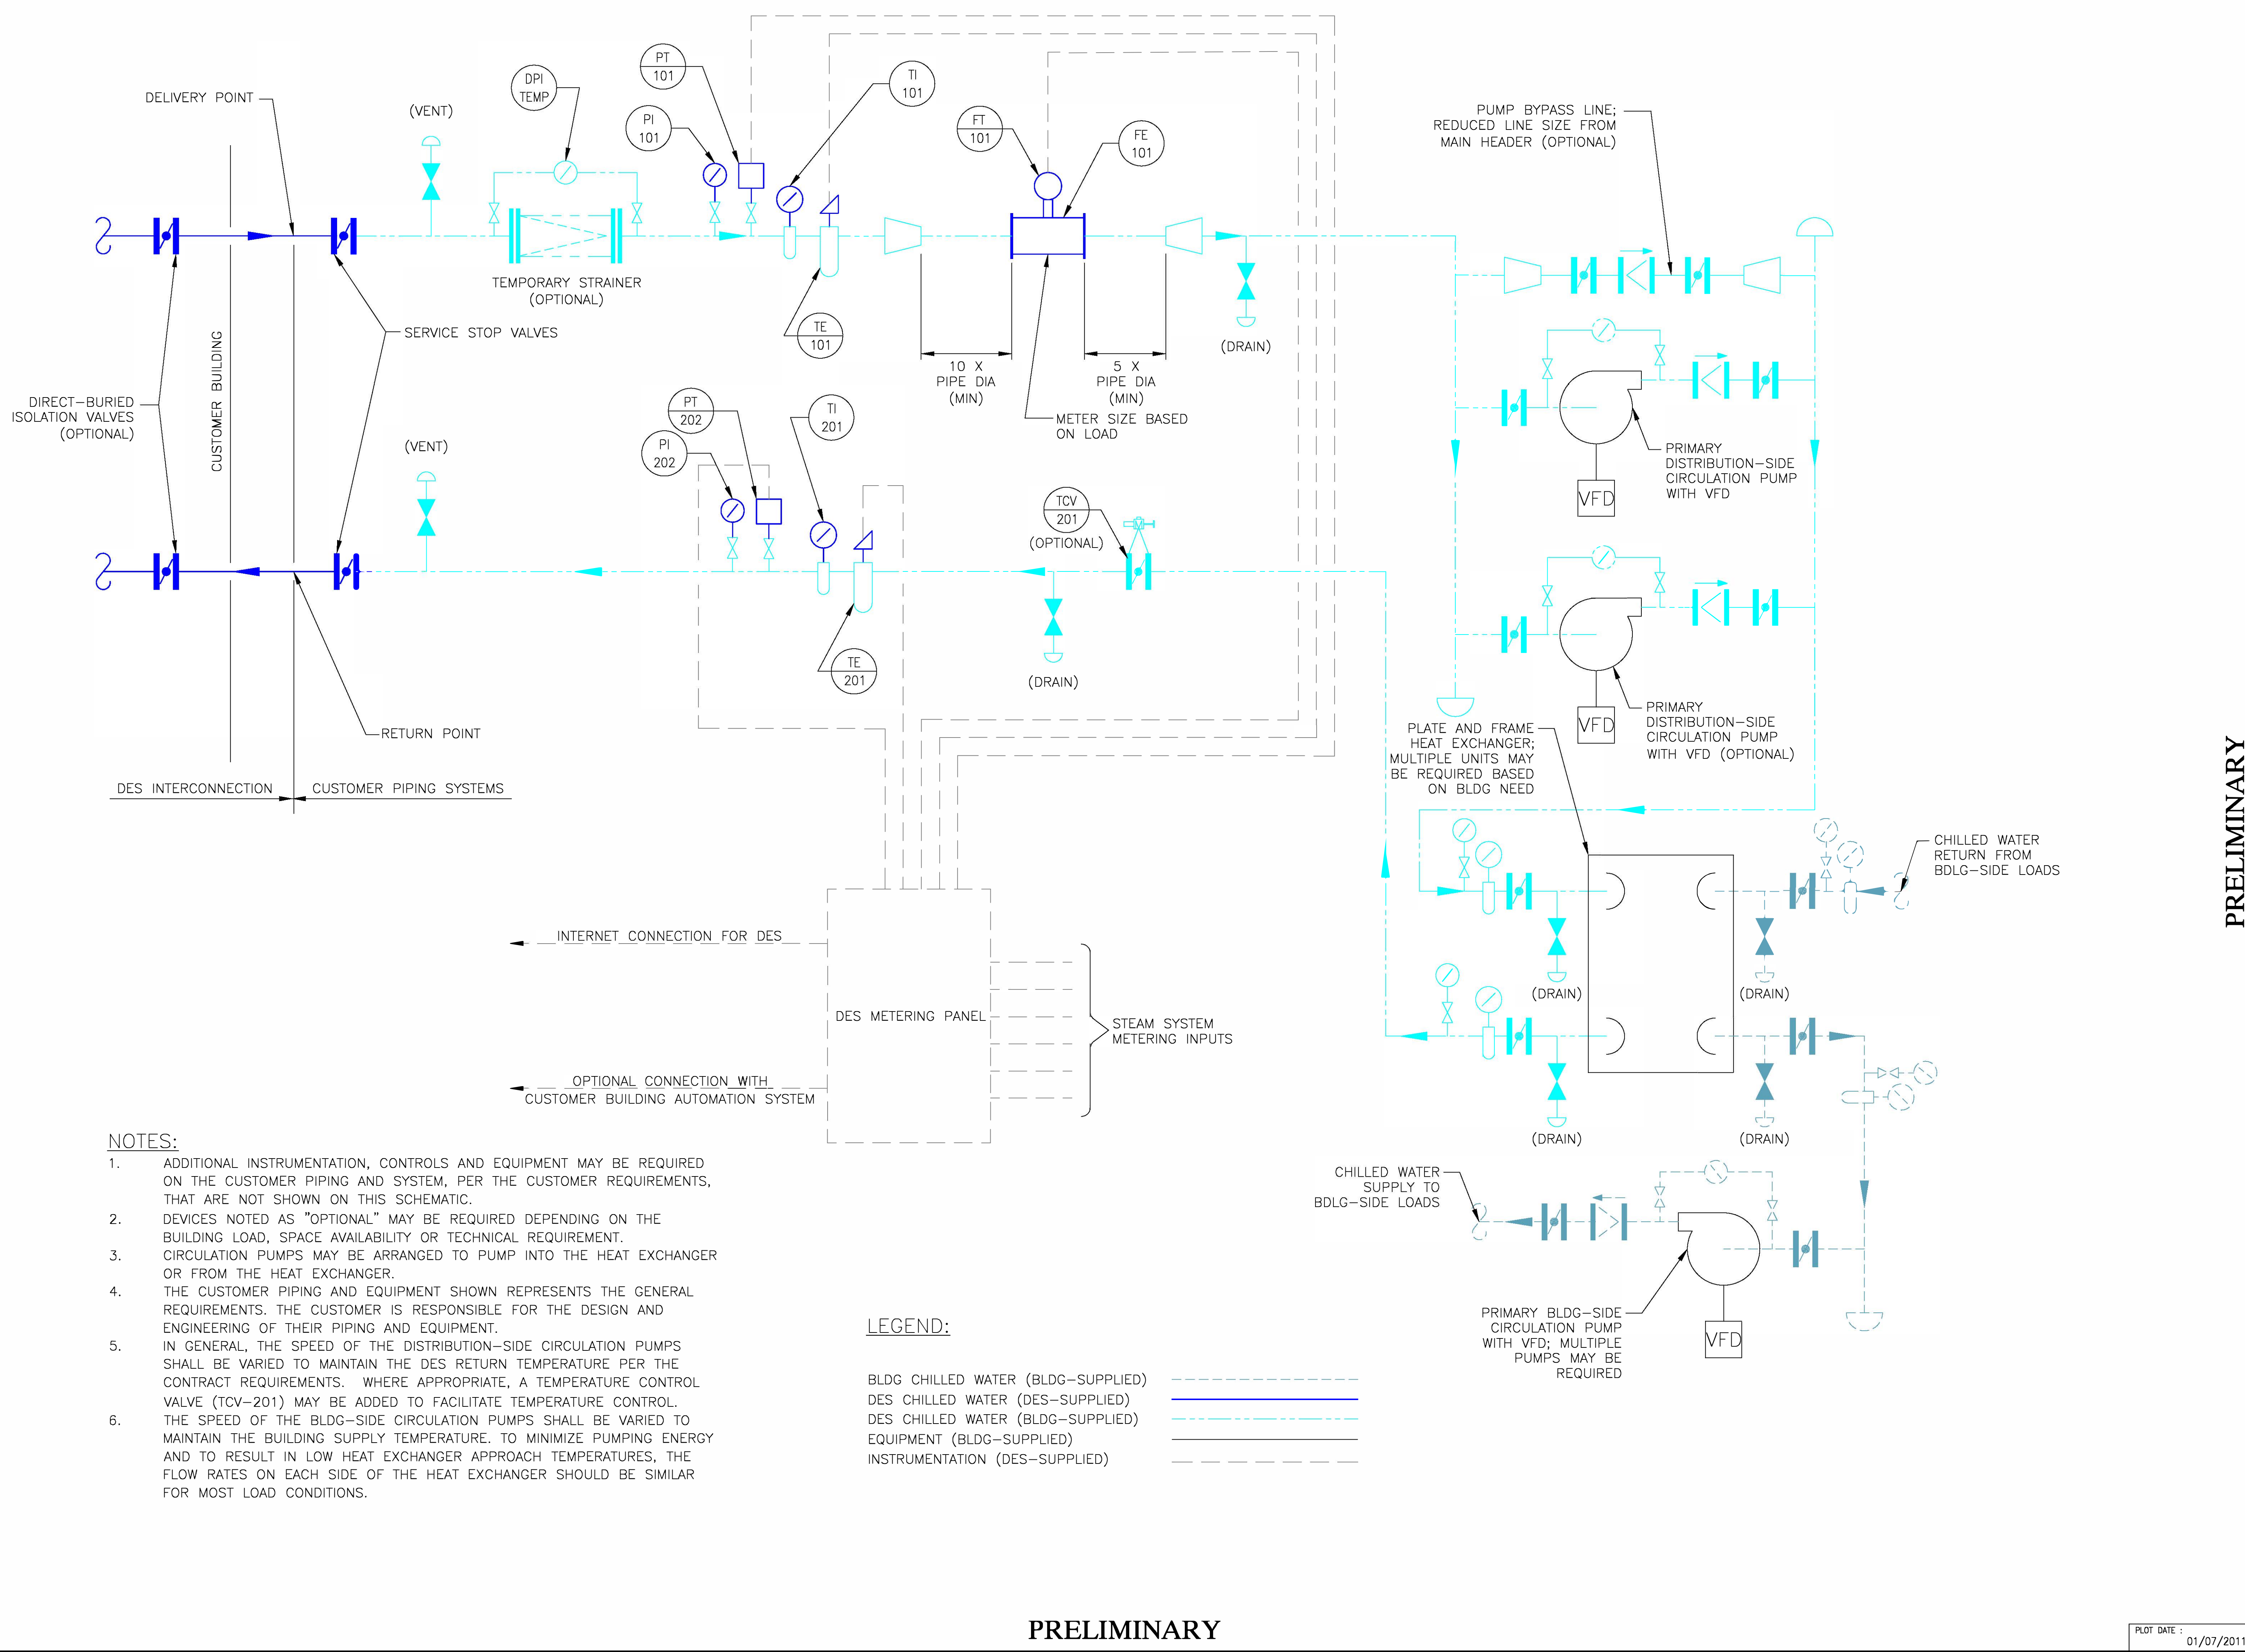 DELIVERY POINT
(VENT)
DPI
TEMP
PT
101
PI
101
TI
101
FT
101
FE
101
PUMP BYPASS LINE;
REDUCED LINE SIZE FROM
MAIN HEADER (OPTIONAL)
TEMPORARY STRAINER
(OPTIONAL)
SERVICE STOP VALVES
CUSTOMER BUILDING
TE
101
10 X
PIPE DIA
(MIN)
5 X
PIPE DIA
(MIN)
(DRAIN)
METER SIZE BASED
ON LOAD
DIRECT-BURIED
ISOLATION VALVES
(OPTIONAL)
(VENT)
PT
202
PI
202
TI
201
TCV
201
(OPTIONAL)
TE
201
(DRAIN)
PRIMARY
DISTRIBUTION-SIDE
CIRCULATION PUMP
WITH VFD
VFD
PRIMARY
DISTRIBUTION-SIDE
CIRCULATION PUMP
WITH VFD (OPTIONAL)
VFD
RETURN POINT
DES INTERCONNECTION
CUSTOMER PIPING SYSTEMS
PLATE AND FRAME
HEAT EXCHANGER;
MULTIPLE UNITS MAY
BE REQUIRED BASED
ON BLDG NEED
CHILLED WATER
RETURN FROM
BDLG-SIDE LOADS
PRELIMINARY
INTERNET CONNECTION FOR DES
DES METERING PANEL
STEAM SYSTEM
METERING INPUTS
OPTIONAL CONNECTION WITH
CUSTOMER BUILDING AUTOMATION SYSTEM
(DRAIN)
(DRAIN)
(DRAIN)
(DRAIN)
CHILLED WATER
SUPPLY TO
BDLG-SIDE LOADS
PRIMARY BLDG-SIDE
CIRCULATION PUMP
WITH VFD; MULTIPLE
PUMPS MAY BE
REQUIRED
VFD
NOTES:
1. ADDITIONAL INSTRUMENTATION, CONTROLS AND EQUIPMENT MAY BE REQUIRED
ON THE CUSTOMER PIPING AND SYSTEM, PER THE CUSTOMER REQUIREMENTS,
THAT ARE NOT SHOWN ON THIS SCHEMATIC.
2. DEVICES NOTED AS "OPTIONAL" MAY BE REQUIRED DEPENDING ON THE
BUILDING LOAD, SPACE AVAILABILITY OR TECHNICAL REQUIREMENT.
3. CIRCULATION PUMPS MAY BE ARRANGED TO PUMP INTO THE HEAT EXCHANGER
OR FROM THE HEAT EXCHANGER.
4. THE CUSTOMER PIPING AND EQUIPMENT SHOWN REPRESENTS THE GENERAL
REQUIREMENTS. THE CUSTOMER IS RESPONSIBLE FOR THE DESIGN AND
ENGINEERING OF THEIR PIPING AND EQUIPMENT.
5. IN GENERAL, THE SPEED OF THE DISTRIBUTION-SIDE CIRCULATION PUMPS
SHALL BE VARIED TO MAINTAIN THE DES RETURN TEMPERATURE PER THE
CONTRACT REQUIREMENTS. WHERE APPROPRIATE, A TEMPERATURE CONTROL
VALVE (TCV-201) MAY BE ADDED TO FACILITATE TEMPERATURE CONTROL.
6. THE SPEED OF THE BLDG-SIDE CIRCULATION PUMPS SHALL BE VARIED TO
MAINTAIN THE BUILDING SUPPLY TEMPERATURE. TO MINIMIZE PUMPING ENERGY
AND TO RESULT IN LOW HEAT EXCHANGER APPROACH TEMPERATURES, THE
FLOW RATES ON EACH SIDE OF THE HEAT EXCHANGER SHOULD BE SIMILAR
FOR MOST LOAD CONDITIONS.
LEGEND:
BLDG CHILLED WATER (BLDG-SUPPLIED)
DES CHILLED WATER (DES-SUPPLIED)
DES CHILLED WATER (BLDG-SUPPLIED)
EQUIPMENT (BLDG-SUPPLIED)
INSTRUMENTATION (DES-SUPPLIED)
PRELIMINARY
PLOT DATE :
01/07/2011